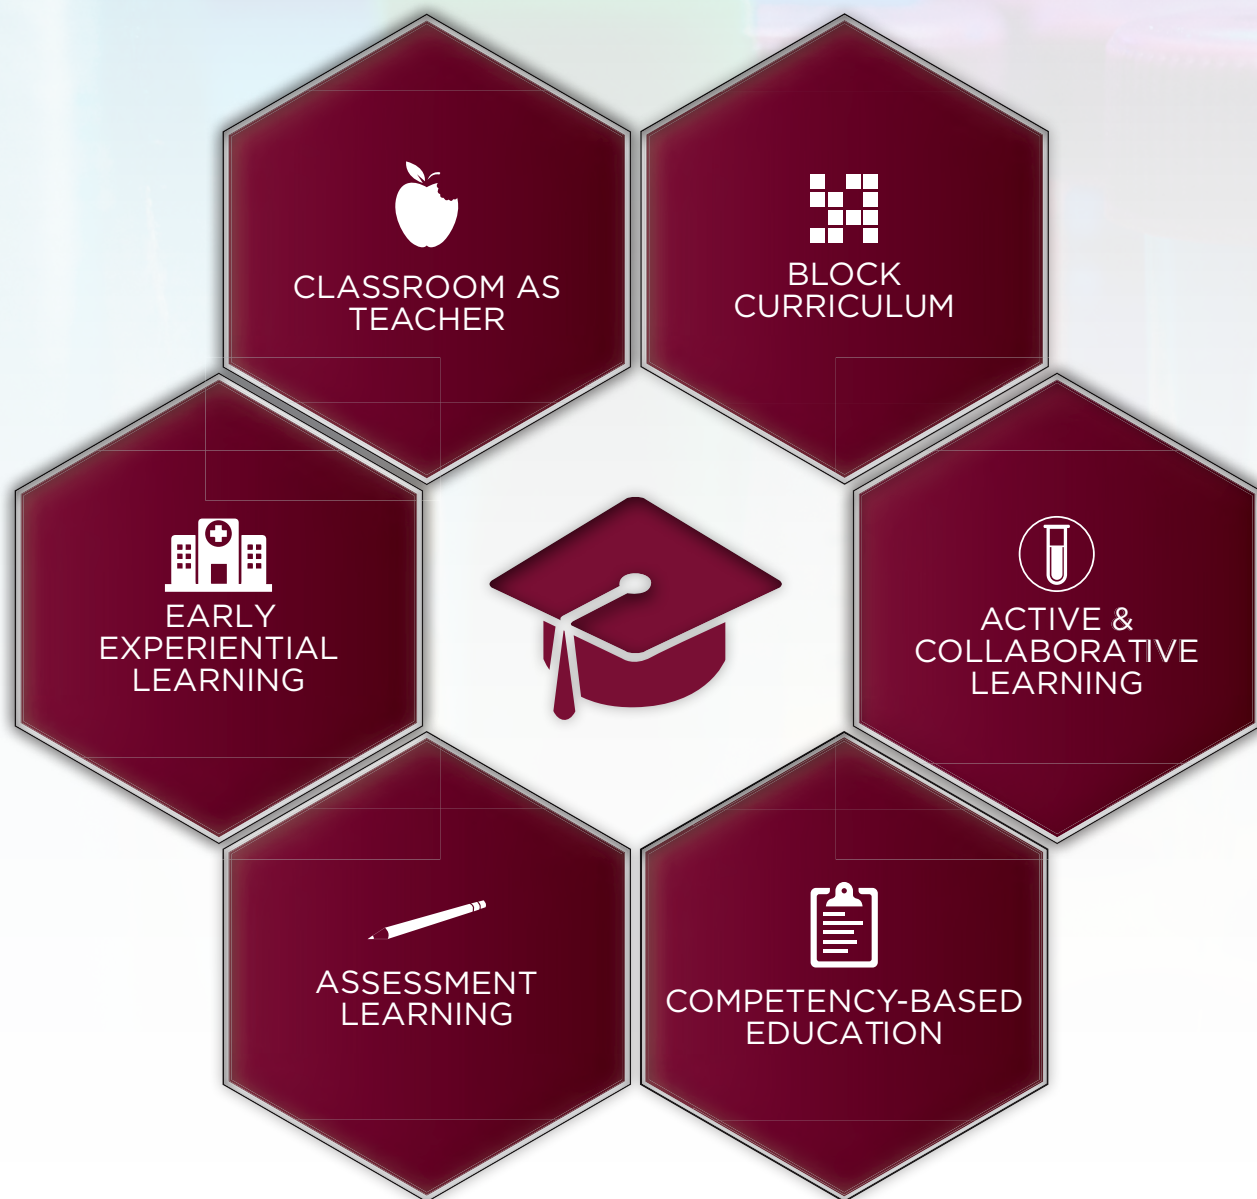 CLASSROOM AS
TEACHER
BLOCK
CURRICULUM
EARLY
EXPERIENTIAL
LEARNING
ACTIVE &
COLLABORATIVE
LEARNING
ASSESSMENT
LEARNING
COMPETENCY-BASED
EDUCATION